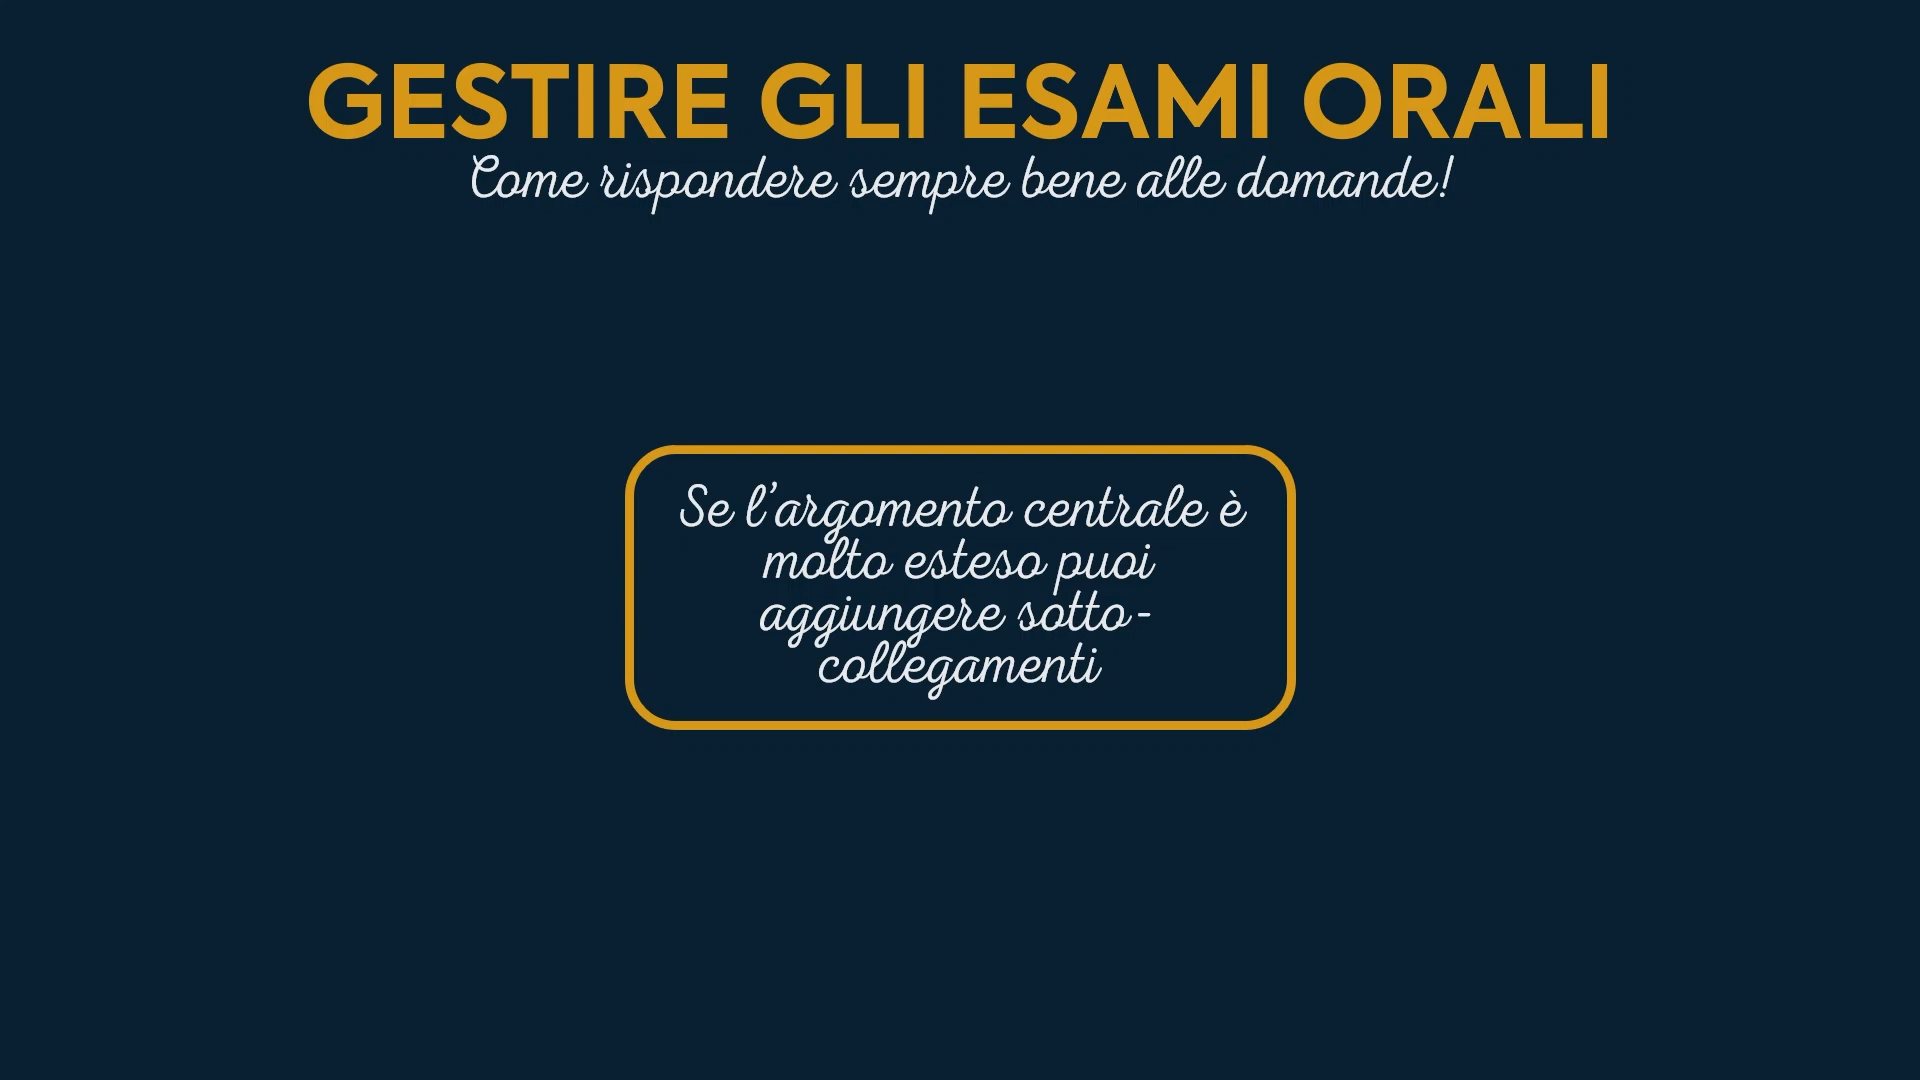 GESTIRE GLI ESAMI ORALI
Come rispondere sempre bene alle domande!
Se l'argomento centrale è
molto esteso puoi
aggiungere sotto-
collegamenti